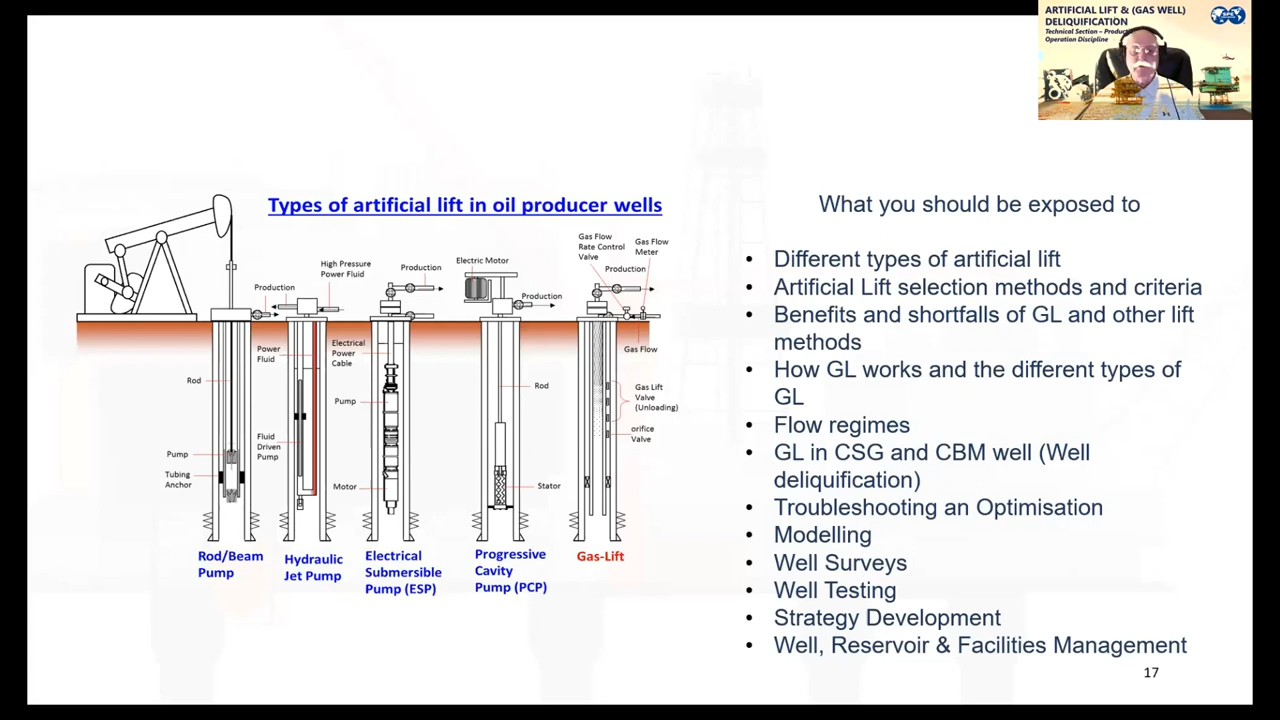 ARTIFICIAL LIFT & (GAS WELL)
DELIQUIFICATION
Technical Section –
Operation Discipline
Types of artificial lift in oil producer wells
What you should be exposed to
• Different types of artificial lift
• Artificial Lift selection methods and criteria
• Benefits and shortfalls of GL and other lift
methods
• How GL works and the different types of
GL
• Flow regimes
• GL in CSG and CBM well (Well
deliquification)
• Troubleshooting an Optimisation
• Modelling
• Well Surveys
• Well Testing
• Strategy Development
• Well, Reservoir & Facilities Management
Production
Rod
Pump
Tubing
Anchor
Rod/Beam
Pump
High Pressure
Power Fluid
Power
Fluid
Fluid
Driven
Pump
Hydraulic
Jet Pump
Production
Electrical
Power
Cable
Pump
Motor
Electrical
Submersible
Pump (ESP)
Electric Motor
Production
Rod
Stator
Progressive
Cavity
Pump (PCP)
Gas Flow
Rate Control
Valve
Gas Flow
Meter
Production
Gas Flow
Gas Lift
Valve
(Unloading)
orifice
Valve
Gas-Lift
17